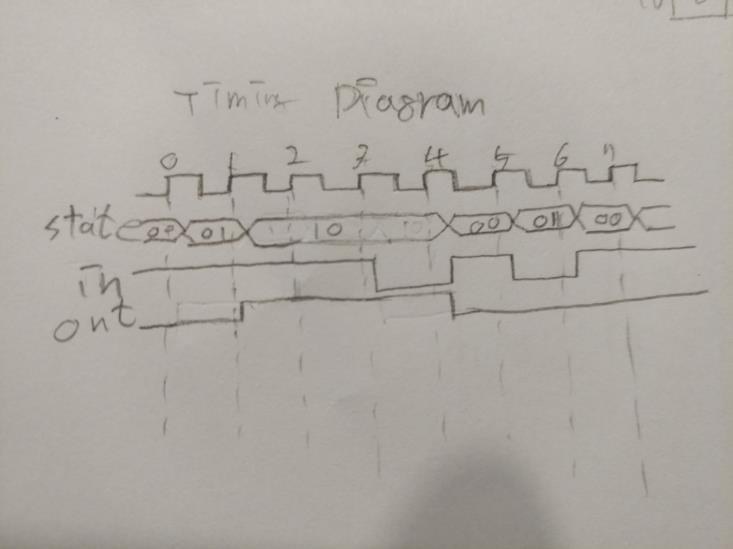 Timing Diagram
0 1 2 3 4 5 6 7
state 00 01 10 00 01 00
in
out